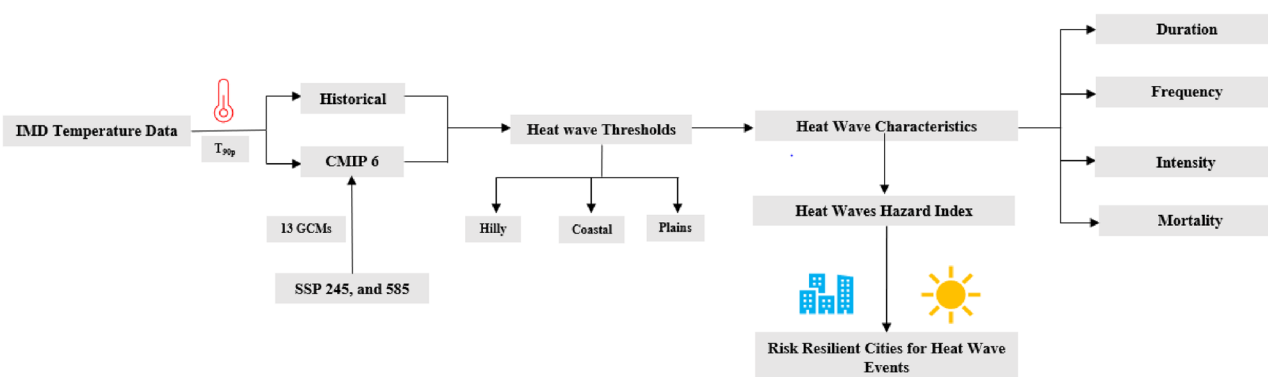 IMD Temperature Data
T90p
Historical
CMIP 6
13 GCMs
SSP 245, and 585
Heat wave Thresholds
Hilly
Coastal
Plains
Heat Wave Characteristics
Heat Waves Hazard Index
Risk Resilient Cities for Heat Wave
Events
Duration
Frequency
Intensity
Mortality